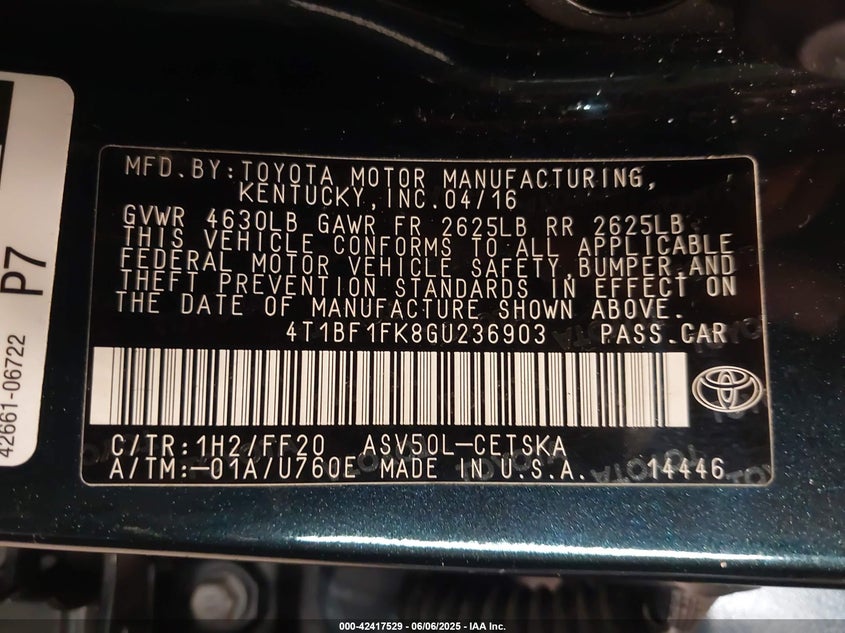 MFD.BY:TOYOTA MOTOR MANUFACTURING,
KENTUCKY,INC.04/16
GVWR 4630LB GAWR FR 2625LB RR 2625LB
THIS VEHICLE CONFORMS TO ALL APPLICABLE
FEDERAL MOTOR VEHICLE SAFETY,BUMPER AND
THEFT PREVENTION STANDARDS IN EFFECT ON
THE DATE OF MANUFACTURE SHOWN ABOVE.
4T1BF1FK8GU236903 PASS.CAR
C/TR:1H2/FF20 ASV50L-CETSKA
A/TM:-01A/U760E MADE IN U.S.A. 14446
P7
42661-06722
TOYOTA
000-42417529 - 06/06/2025 - IAA Inc.